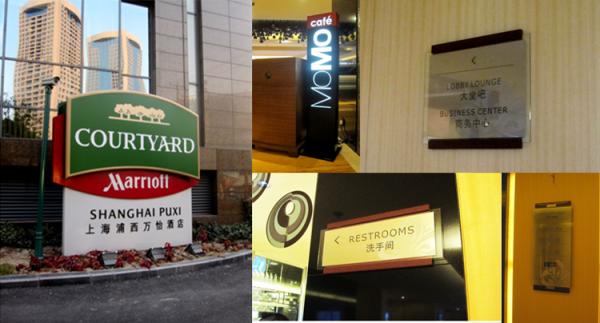 COURTYARD
Marriott
SHANGHAI PUXI
上海浦西万怡酒店
café
MOMO
LOBBY LOUNGE
大堂吧
BUSINESS CENTER
商务中心
RESTROOMS
洗手间